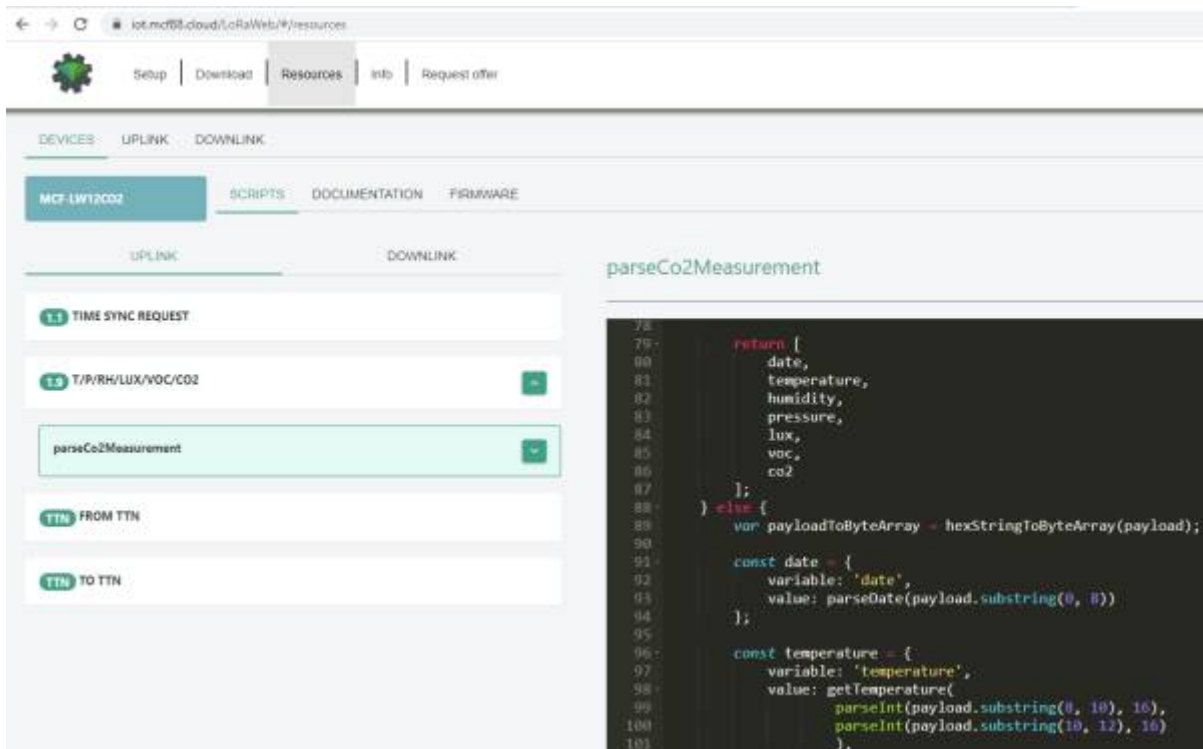 iot.mcf88.cloud/LoRaWeb/#/resources
Setup Download Resources Info Request offer
DEVICES UPLINK DOWNLINK
MCF-LW12CO2 SCRIPTS DOCUMENTATION FIRMWARE
UPLINK DOWNLINK
1.1 TIME SYNC REQUEST
1.9 T/P/RH/LUX/VOC/CO2
parseCo2Measurement
TTN FROM TTN
TTN TO TTN
parseCo2Measurement
78
79 return [
80 date,
81 temperature,
82 humidity,
83 pressure,
84 lux,
85 voc,
86 co2
87 ];
88 } else {
89 var payloadToByteArray = hexStringToByteArray(payload);
90
91 const date = {
92 variable: 'date',
93 value: parseDate(payload.substring(0, 8))
94 };
95
96 const temperature = {
97 variable: 'temperature',
98 value: getTemperature(
99 parseInt(payload.substring(8, 10), 16),
100 parseInt(payload.substring(10, 12), 16)
101 ),